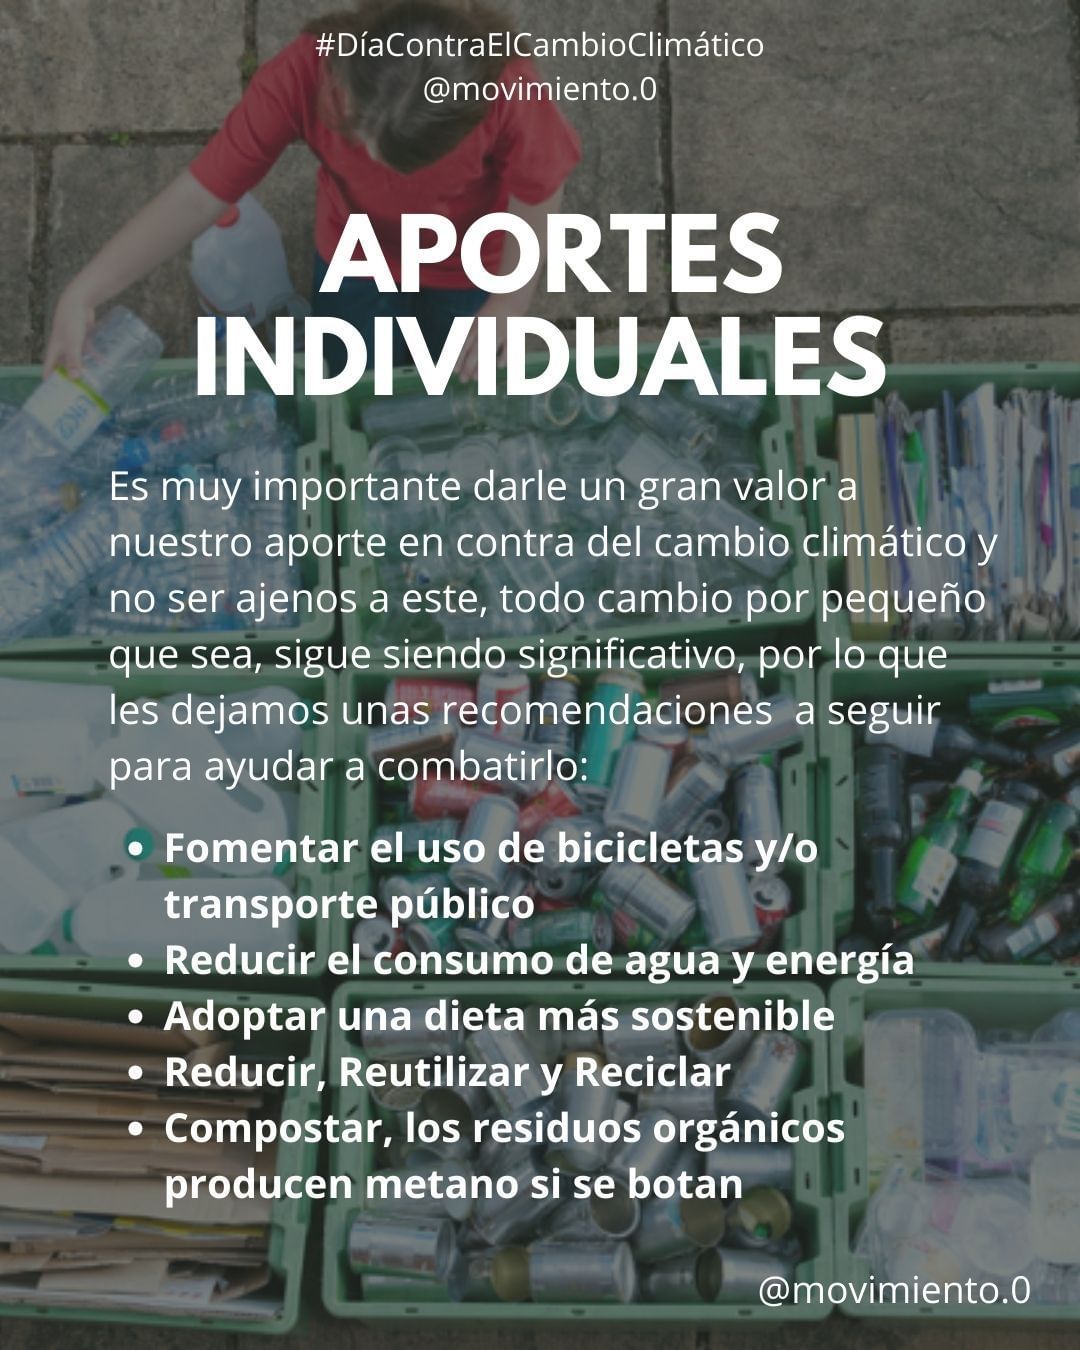 #DíaContraElCambioClimático
@movimiento.0
APORTES
INDIVIDUALES
Es muy importante darle un gran valor a
nuestro aporte en contra del cambio climático y
no ser ajenos a este, todo cambio por pequeño
que sea, sigue siendo significativo, por lo que
les dejamos unas recomendaciones  a seguir
para ayudar a combatirlo:
• Fomentar el uso de bicicletas y/o
transporte público
• Reducir el consumo de agua y energía
• Adoptar una dieta más sostenible
• Reducir, Reutilizar y Reciclar
• Compostar, los residuos orgánicos
producen metano si se botan
@movimiento.0